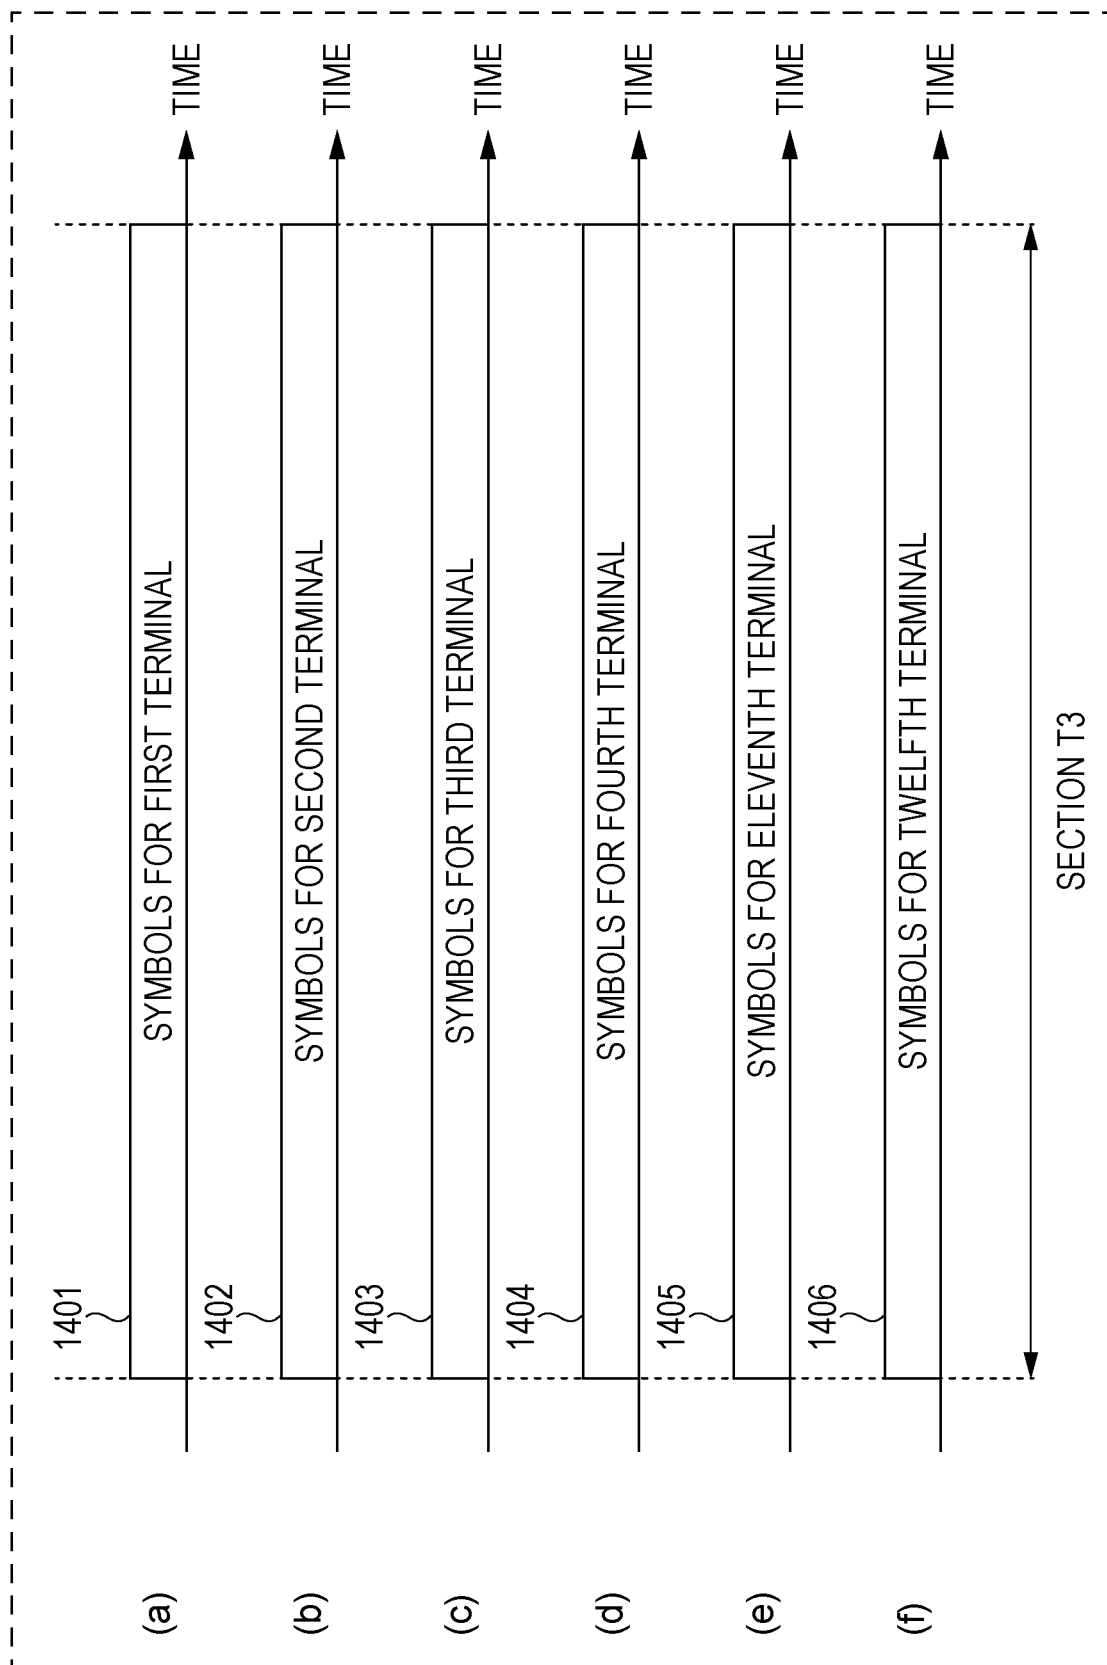 1401
(a)
SYMBOLS FOR FIRST TERMINAL
TIME
1402
(b)
SYMBOLS FOR SECOND TERMINAL
TIME
1403
(c)
SYMBOLS FOR THIRD TERMINAL
TIME
1404
(d)
SYMBOLS FOR FOURTH TERMINAL
TIME
1405
(e)
SYMBOLS FOR ELEVENTH TERMINAL
TIME
1406
(f)
SYMBOLS FOR TWELFTH TERMINAL
TIME
SECTION T3